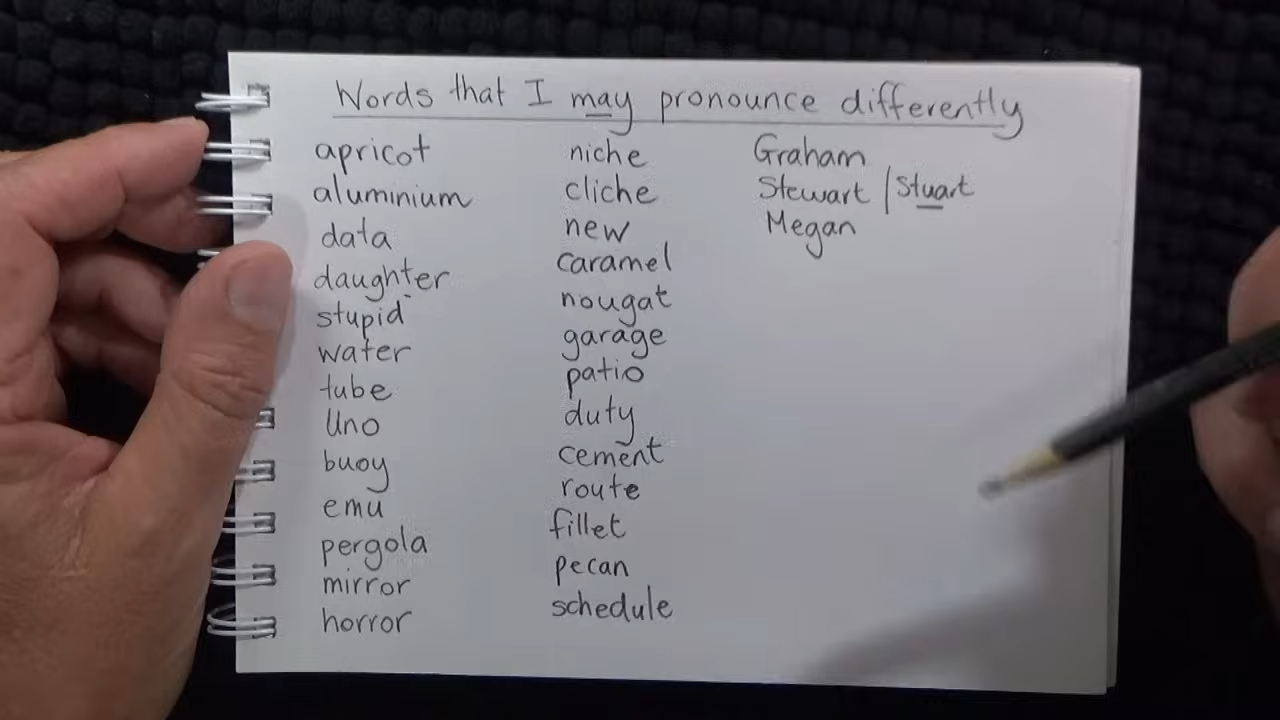 Words that I may pronounce differently
apricot
aluminium
data
daughter
stupid
water
tube
Uno
buoy
emu
pergola
mirror
horror
niche
cliche
new
caramel
nougat
garage
patio
duty
cement
route
fillet
pecan
schedule
Graham
Stewart / Stuart
Megan